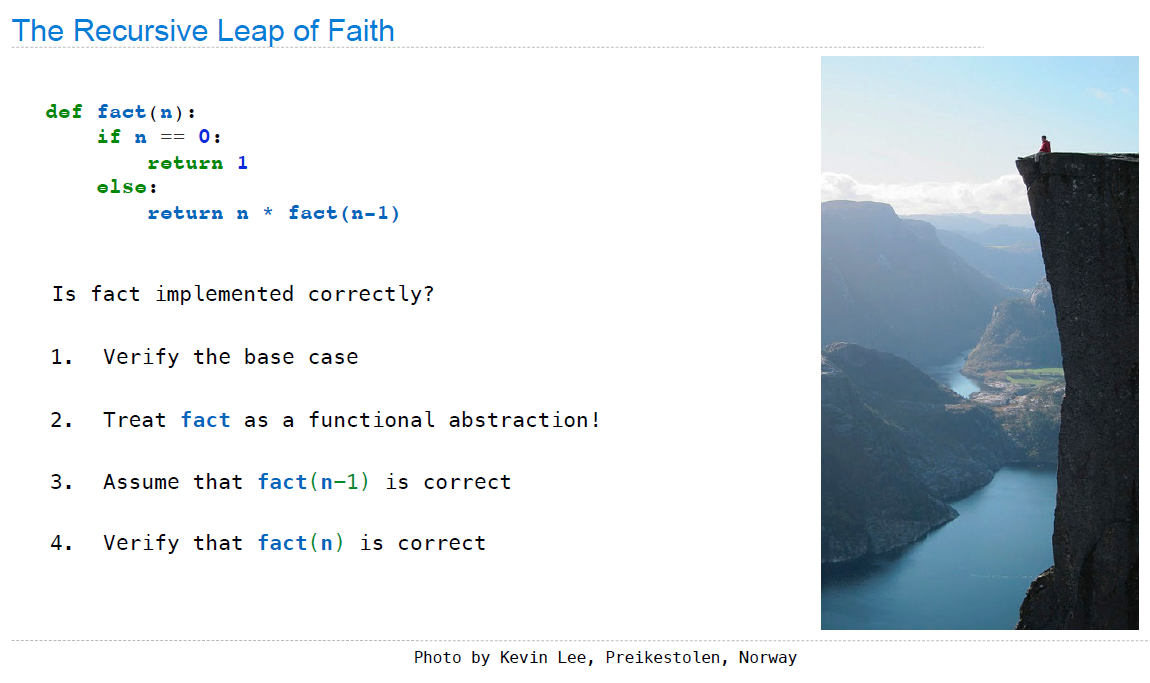 The Recursive Leap of Faith
def fact(n):
    if n == 0:
        return 1
    else:
        return n * fact(n-1)
Is fact implemented correctly?
1. Verify the base case
2. Treat fact as a functional abstraction!
3. Assume that fact(n-1) is correct
4. Verify that fact(n) is correct
Photo by Kevin Lee, Preikestolen, Norway